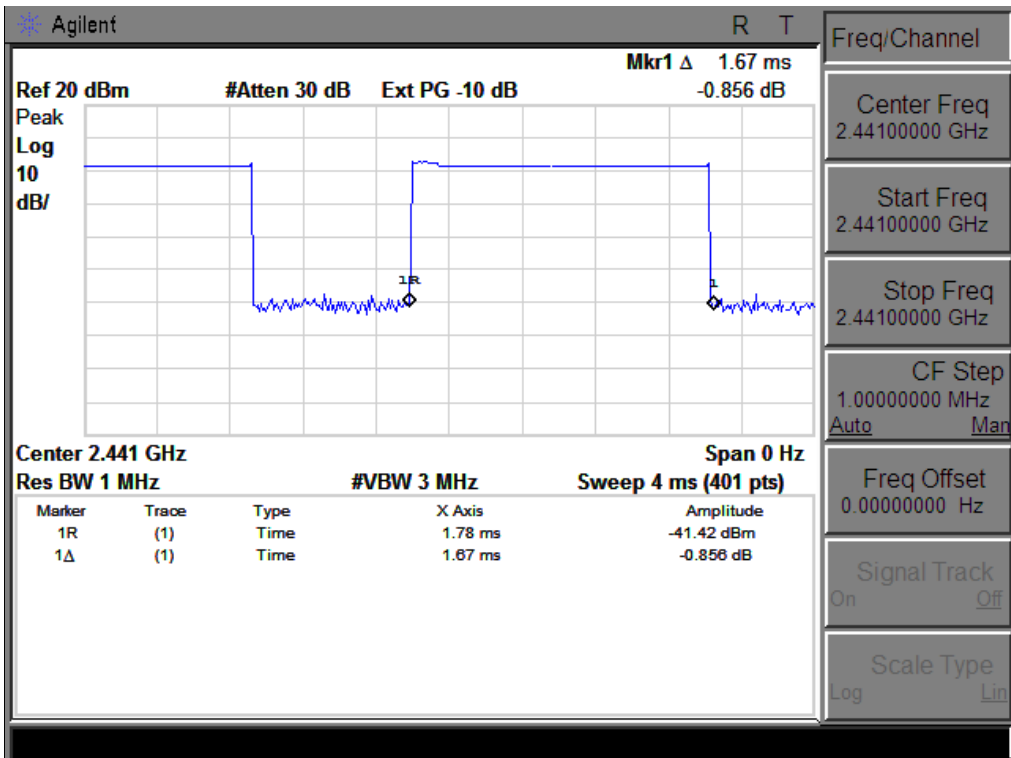 Agilent R T
Mkr1 Δ 1.67 ms
Ref 20 dBm #Atten 30 dB Ext PG -10 dB -0.856 dB
Peak
Log
10
dB/
1R
1
Center 2.441 GHz Span 0 Hz
Res BW 1 MHz #VBW 3 MHz Sweep 4 ms (401 pts)
Marker Trace Type X Axis Amplitude
1R (1) Time 1.78 ms -41.42 dBm
1Δ (1) Time 1.67 ms -0.856 dB
Freq/Channel
Center Freq
2.44100000 GHz
Start Freq
2.44100000 GHz
Stop Freq
2.44100000 GHz
CF Step
1.00000000 MHz
Auto Man
Freq Offset
0.00000000 Hz
Signal Track
On Off
Scale Type
Log Lin